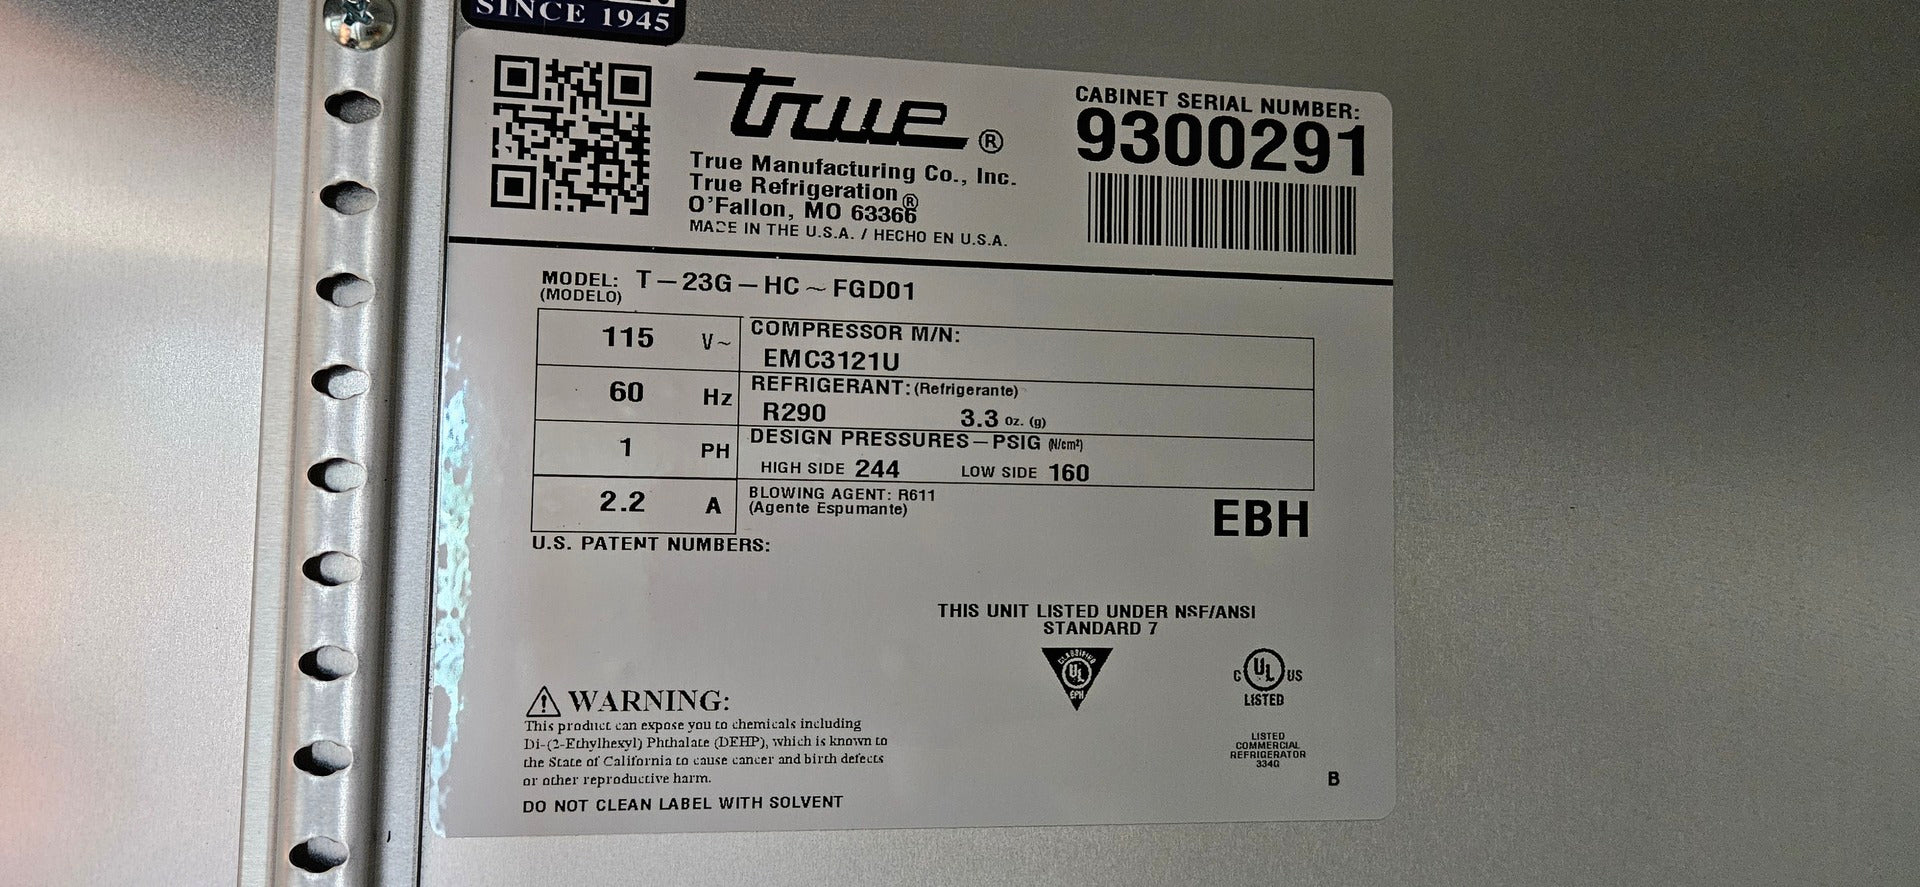 SINCE 1945
true®
True Manufacturing Co., Inc.
True Refrigeration®
O'Fallon, MO 63366
MADE IN THE U.S.A. / HECHO EN U.S.A.
CABINET SERIAL NUMBER:
9300291
MODEL: T-23G-HC~FGD01
(MODELO)
115 V~
60 Hz
1 PH
2.2 A
COMPRESSOR M/N:
EMC3121U
REFRIGERANT: (Refrigerante)
R290 3.3 oz. (g)
DESIGN PRESSURES-PSIG (N/cm²)
HIGH SIDE 244 LOW SIDE 160
BLOWING AGENT: R611
(Agente Espumante)
EBH
U.S. PATENT NUMBERS:
THIS UNIT LISTED UNDER NSF/ANSI
STANDARD 7
CLASSIFIED
UL
EPH
C UL US
LISTED
LISTED
COMMERCIAL
REFRIGERATOR
334G
B
⚠ WARNING:
This product can expose you to chemicals including
Di-(2-Ethylhexyl) Phthalate (DEHP), which is known to
the State of California to cause cancer and birth defects
or other reproductive harm.
DO NOT CLEAN LABEL WITH SOLVENT